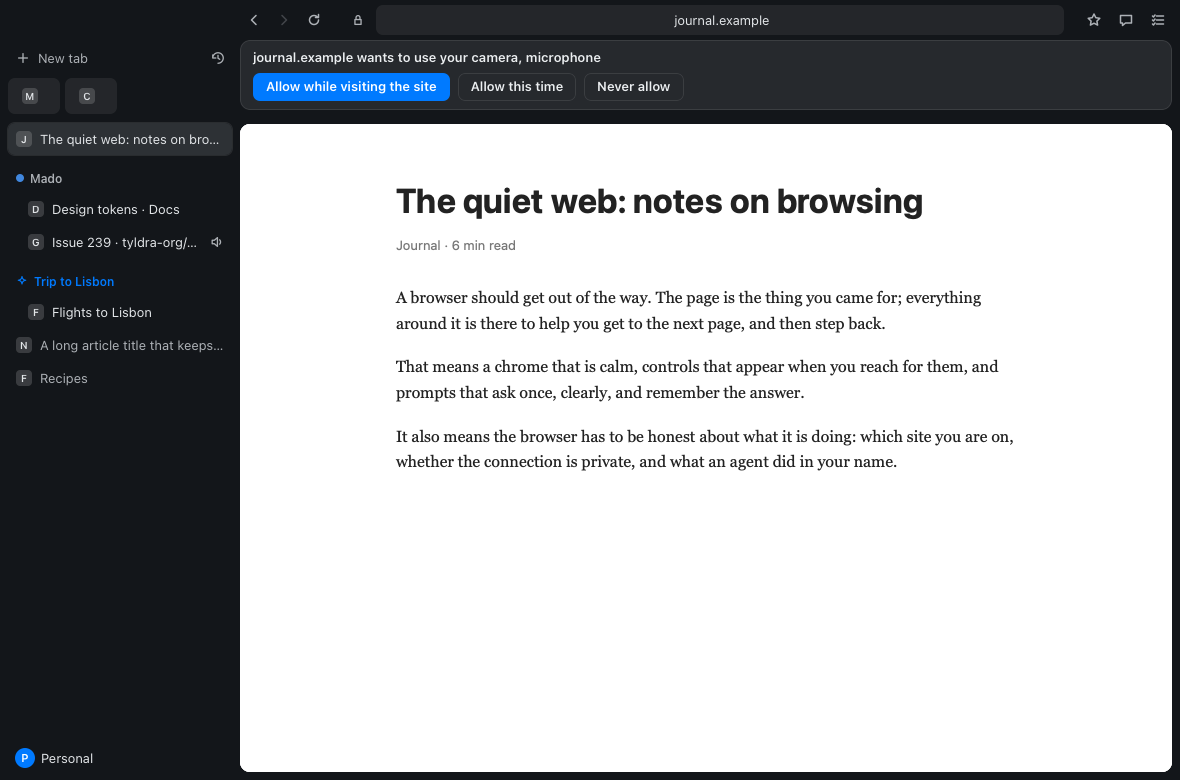 journal.example
New tab
M
C
J The quiet web: notes on bro...
Mado
D Design tokens · Docs
G Issue 239 · tyldra-org/...
Trip to Lisbon
F Flights to Lisbon
N A long article title that keeps...
F Recipes
P Personal
journal.example wants to use your camera, microphone
Allow while visiting the site
Allow this time
Never allow
The quiet web: notes on browsing
Journal · 6 min read
A browser should get out of the way. The page is the thing you came for; everything
around it is there to help you get to the next page, and then step back.
That means a chrome that is calm, controls that appear when you reach for them, and
prompts that ask once, clearly, and remember the answer.
It also means the browser has to be honest about what it is doing: which site you are on,
whether the connection is private, and what an agent did in your name.